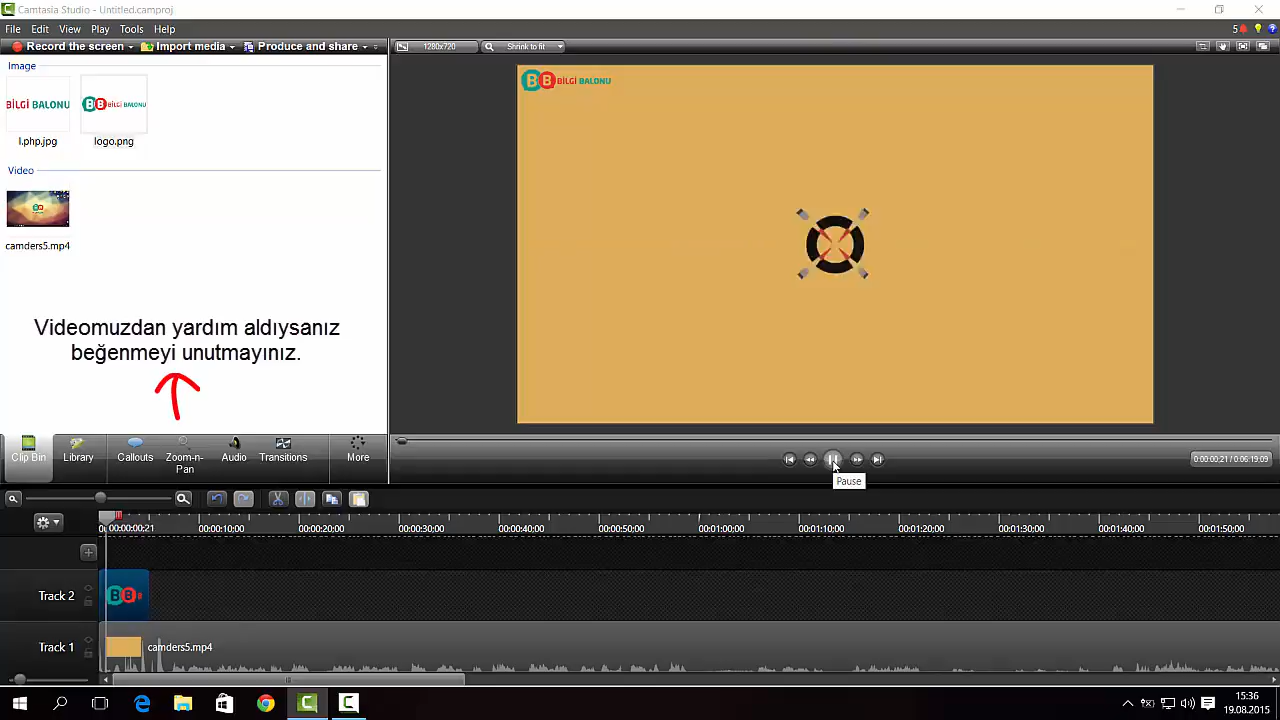 Camtasia Studio - Untitled.camproj
File Edit View Play Tools Help
5
Record the screen Import media Produce and share
1280x720 Shrink to fit
Image
BİLGİ BALONU
BB BİLGİ BALONU
l.php.jpg logo.png
Video
camders5.mp4
Videomuzdan yardım aldıysanız
beğenmeyi unutmayınız.
BB BİLGİ BALONU
Clip Bin Library Callouts Zoom-n-Pan Audio Transitions More
0:00:00;21 / 0:06:19;09
Pause
00:00:00;21 00:00:10;00 00:00:20;00 00:00:30;00 00:00:40;00 00:00:50;00 00:01:00;00 00:01:10;00 00:01:20;00 00:01:30;00 00:01:40;00 00:01:50;00
Track 2
BB
Track 1 camders5.mp4
15:36
19.08.2015